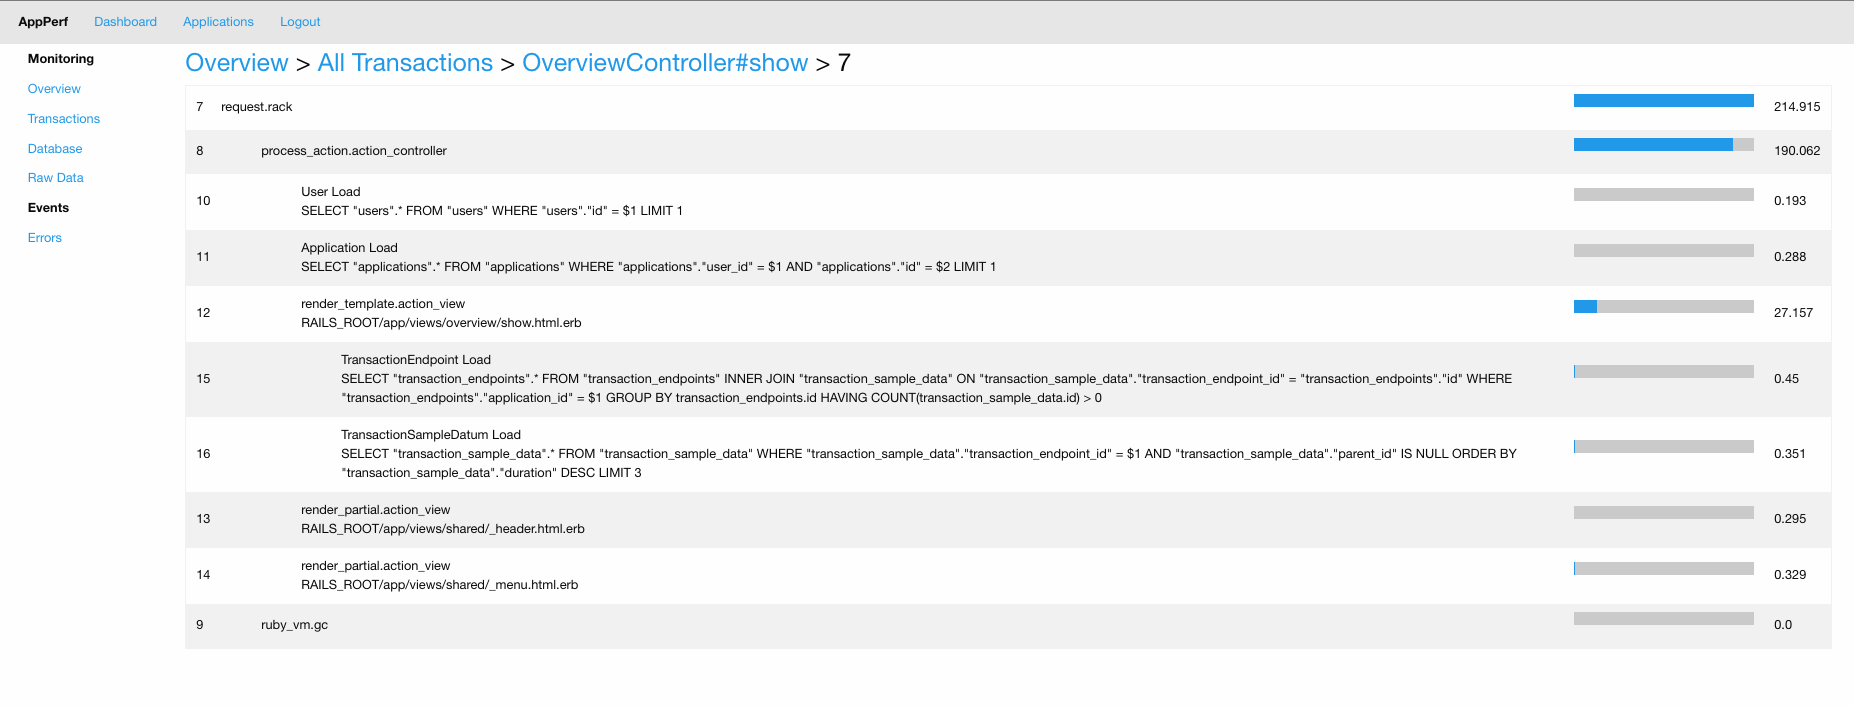 AppPerf Dashboard Applications Logout
Monitoring
Overview
Transactions
Database
Raw Data
Events
Errors
Overview > All Transactions > OverviewController#show > 7
7 request.rack 214.915
8 process_action.action_controller 190.062
User Load
10 0.193
SELECT "users".* FROM "users" WHERE "users"."id" = $1 LIMIT 1
Application Load
11 0.288
SELECT "applications".* FROM "applications" WHERE "applications"."user_id" = $1 AND "applications"."id" = $2 LIMIT 1
render_template.action_view
12 27.157
RAILS_ROOT/app/views/overview/show.html.erb
TransactionEndpoint Load
15 SELECT "transaction_endpoints".* FROM "transaction_endpoints" INNER JOIN "transaction_sample_data" ON "transaction_sample_data"."transaction_endpoint_id" = "transaction_endpoints"."id" WHERE 0.45
"transaction_endpoints"."application_id" = $1 GROUP BY transaction_endpoints.id HAVING COUNT(transaction_sample_data.id) > 0
TransactionSampleDatum Load
16 SELECT "transaction_sample_data".* FROM "transaction_sample_data" WHERE "transaction_sample_data"."transaction_endpoint_id" = $1 AND "transaction_sample_data"."parent_id" IS NULL ORDER BY 0.351
"transaction_sample_data"."duration" DESC LIMIT 3
render_partial.action_view
13 0.295
RAILS_ROOT/app/views/shared/_header.html.erb
render_partial.action_view
14 0.329
RAILS_ROOT/app/views/shared/_menu.html.erb
9 ruby_vm.gc 0.0